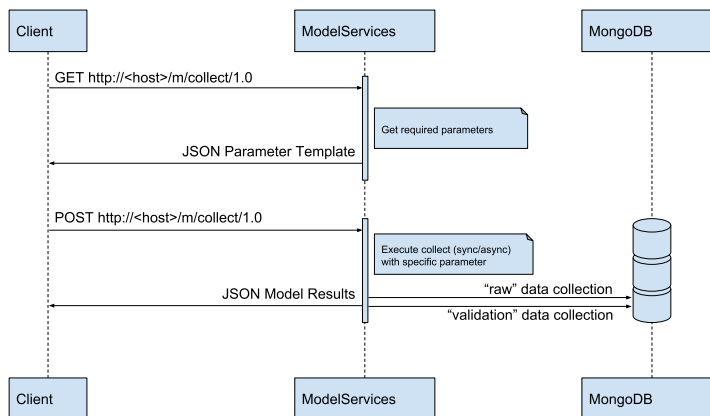 Client
ModelServices
MongoDB
GET http://<host>/m/collect/1.0
Get required parameters
JSON Parameter Template
POST http://<host>/m/collect/1.0
Execute collect (sync/async)
with specific parameter
JSON Model Results
“raw” data collection
“validation” data collection
Client
ModelServices
MongoDB